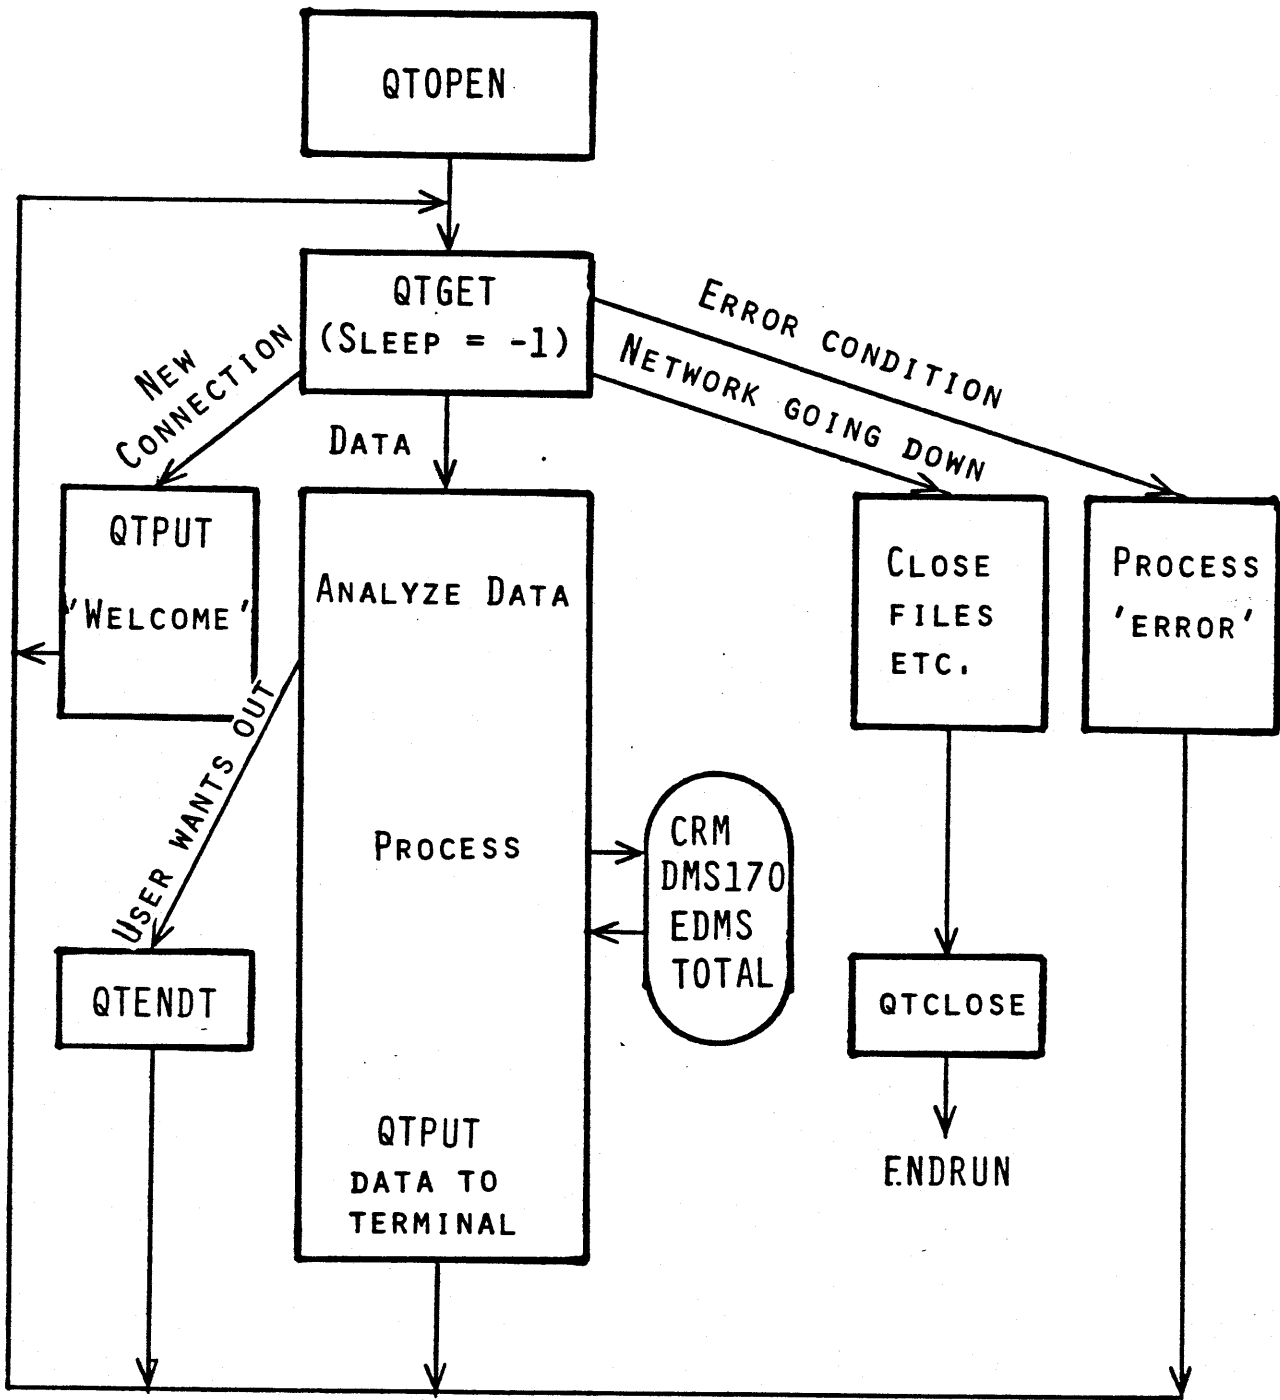 QTOPEN
QTGET
(SLEEP = -1)
NEW
CONNECTION
DATA
ERROR CONDITION
NETWORK GOING DOWN
QTPUT
'WELCOME'
ANALYZE DATA
CLOSE
FILES
ETC.
PROCESS
'ERROR'
USER WANTS OUT
PROCESS
CRM
DMS170
EDMS
TOTAL
QTENDT
QTCLOSE
QTPUT
DATA TO
TERMINAL
ENDRUN